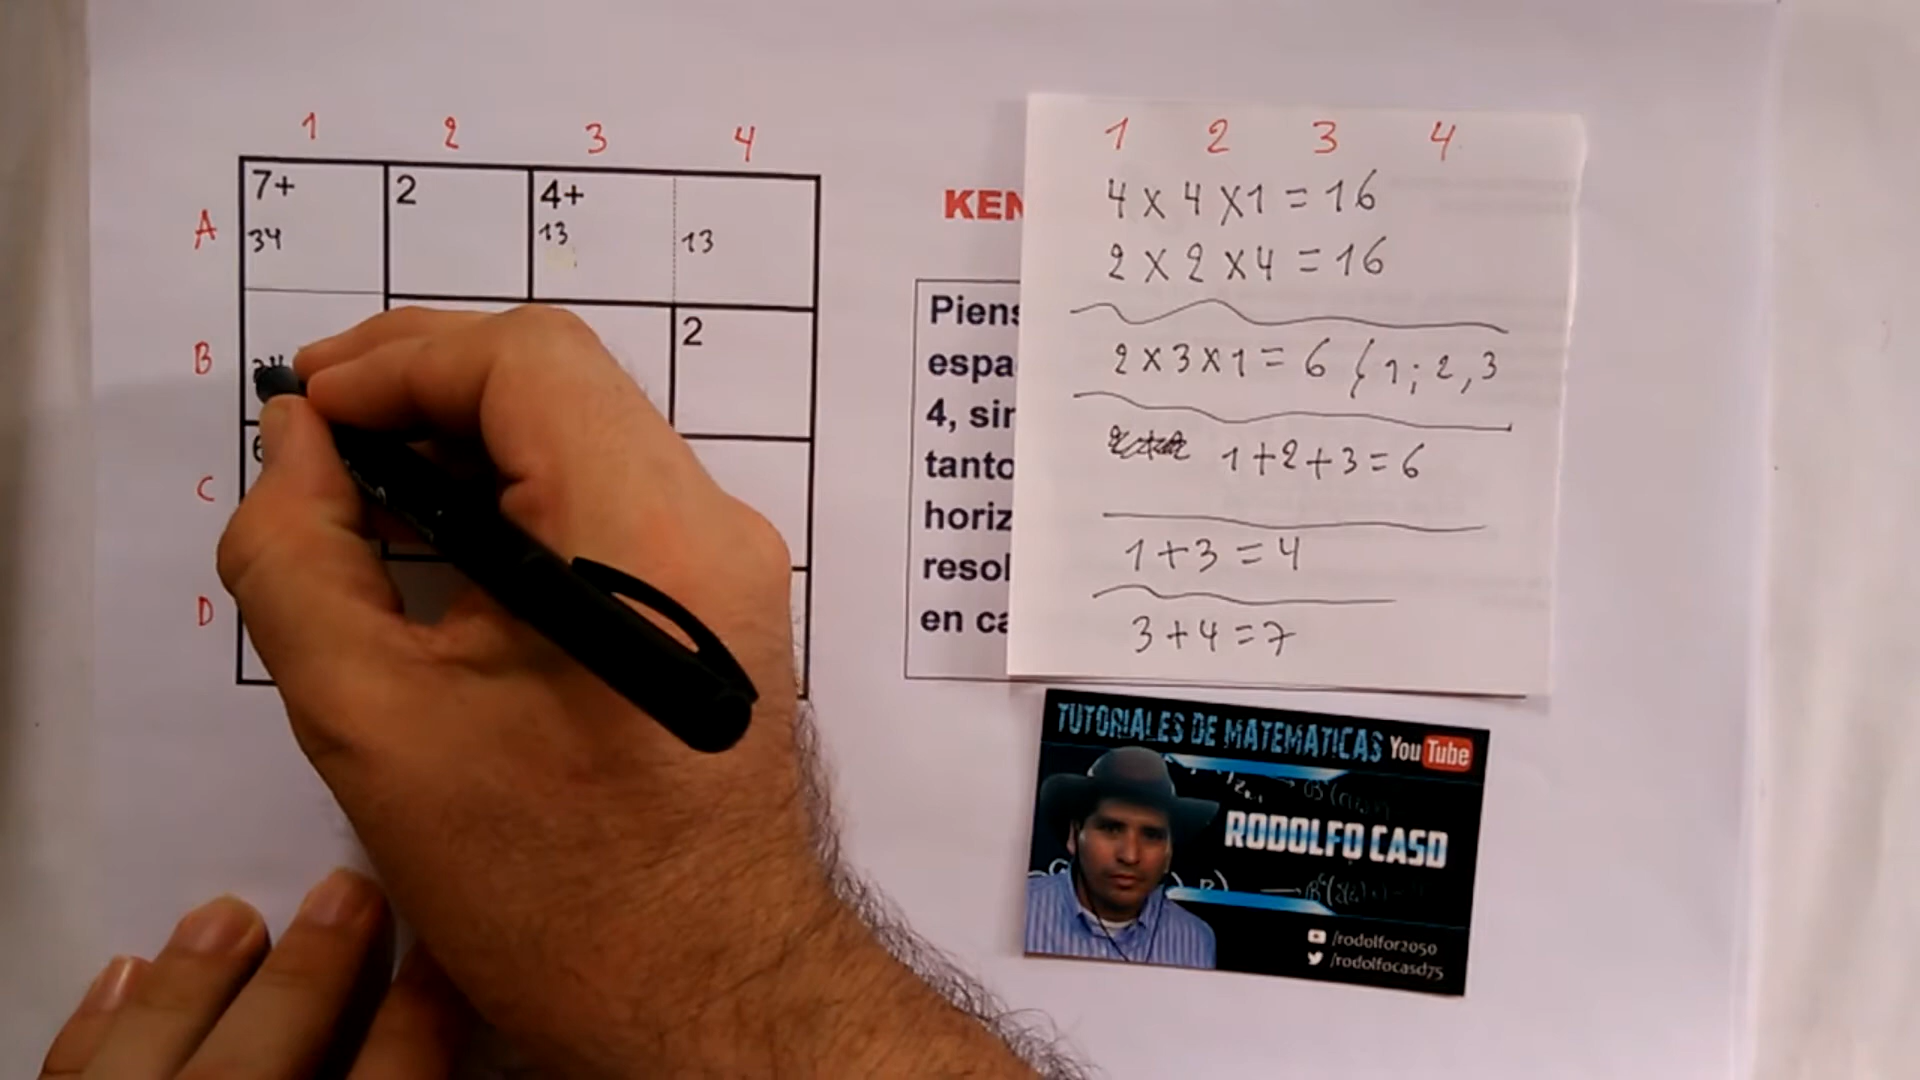 1 2 3 4
A
7+
34
2
4+
13
13
B
2
C
6
D
KEN
Piens
espa
4, sin
tanto
horiz
resol
en ca
1 2 3 4
4 x 4 x 1 = 16
2 x 2 x 4 = 16
2 x 3 x 1 = 6 { 1; 2, 3
1 + 2 + 3 = 6
1 + 3 = 4
3 + 4 = 7
TUTORIALES DE MATEMATICAS YouTube
RODOLFO CASD
/rodolfor2050
/rodolfocasd75